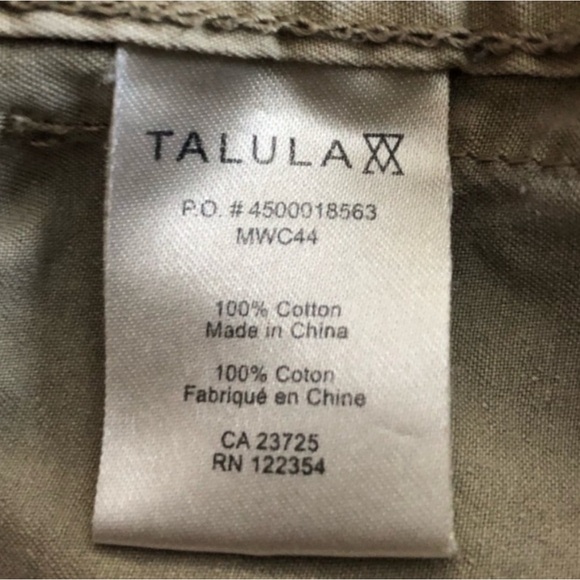 TALULA
P.O. # 4500018563
MWC44
100% Cotton
Made in China
100% Coton
Fabriqué en Chine
CA 23725
RN 122354